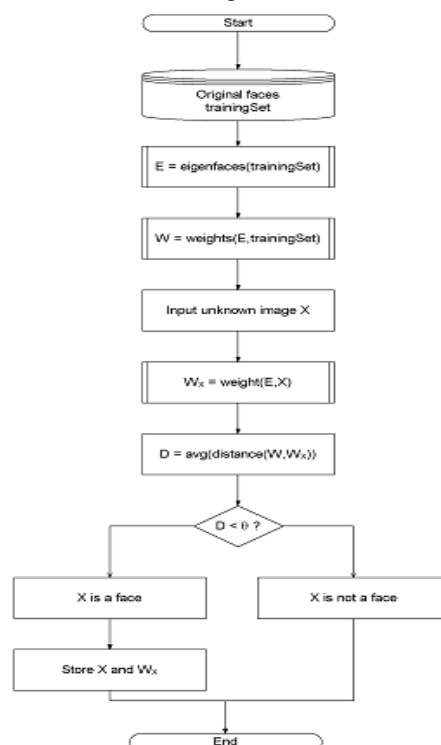 Start
Original faces
trainingSet
E = eigenfaces(trainingSet)
W = weights(E,trainingSet)
Input unknown image X
Wx = weight(E,X)
D = avg(distance(W,Wx))
D < θ ?
X is a face
X is not a face
Store X and Wx
End